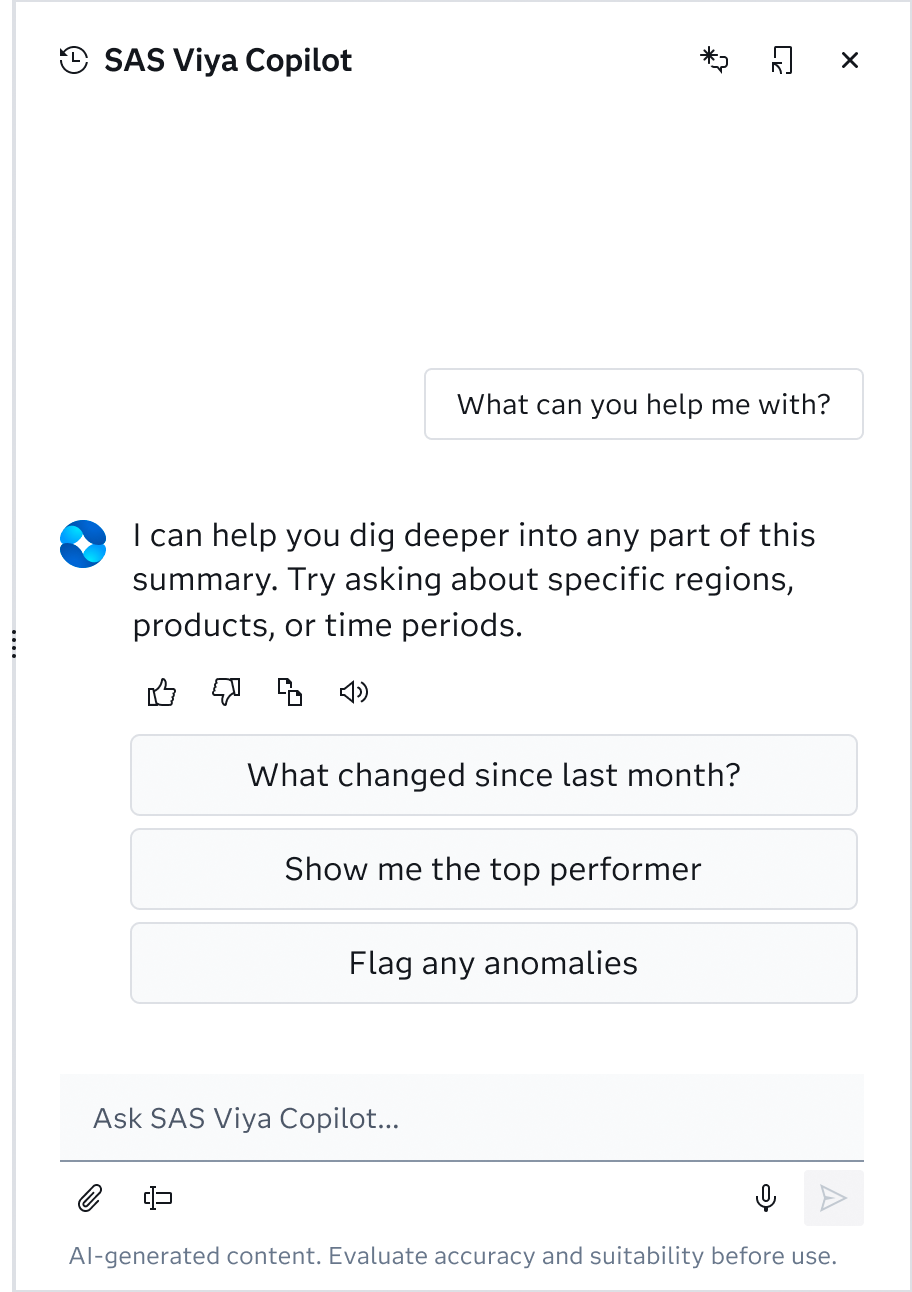 SAS Viya Copilot
What can you help me with?
I can help you dig deeper into any part of this
summary. Try asking about specific regions,
products, or time periods.
What changed since last month?
Show me the top performer
Flag any anomalies
Ask SAS Viya Copilot...
AI-generated content. Evaluate accuracy and suitability before use.